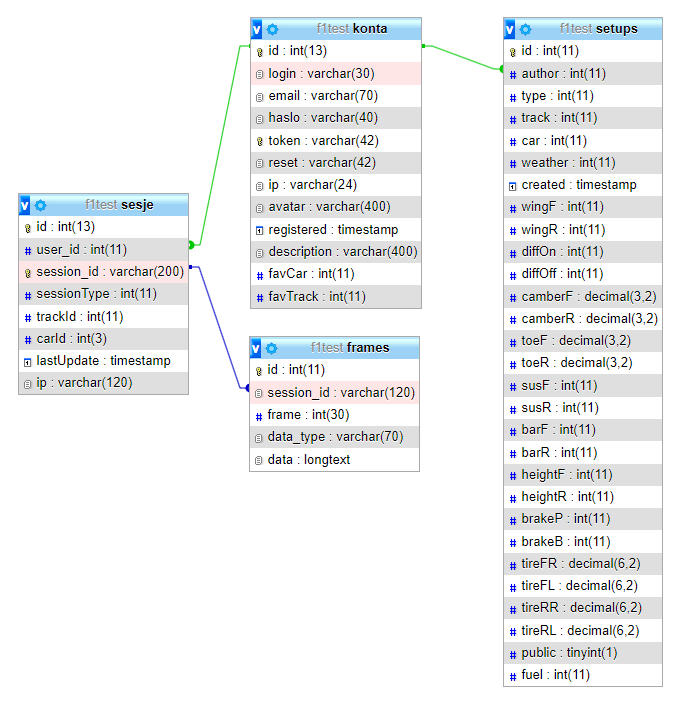 v f1test sesje
id : int(13)
user_id : int(11)
session_id : varchar(200)
sessionType : int(11)
trackId : int(11)
carId : int(3)
lastUpdate : timestamp
ip : varchar(120)
v f1test konta
id : int(13)
login : varchar(30)
email : varchar(70)
haslo : varchar(40)
token : varchar(42)
reset : varchar(42)
ip : varchar(24)
avatar : varchar(400)
registered : timestamp
description : varchar(400)
favCar : int(11)
favTrack : int(11)
v f1test frames
id : int(11)
session_id : varchar(120)
frame : int(30)
data_type : varchar(70)
data : longtext
v f1test setups
id : int(11)
author : int(11)
type : int(11)
track : int(11)
car : int(11)
weather : int(11)
created : timestamp
wingF : int(11)
wingR : int(11)
diffOn : int(11)
diffOff : int(11)
camberF : decimal(3,2)
camberR : decimal(3,2)
toeF : decimal(3,2)
toeR : decimal(3,2)
susF : int(11)
susR : int(11)
barF : int(11)
barR : int(11)
heightF : int(11)
heightR : int(11)
brakeP : int(11)
brakeB : int(11)
tireFR : decimal(6,2)
tireFL : decimal(6,2)
tireRR : decimal(6,2)
tireRL : decimal(6,2)
public : tinyint(1)
fuel : int(11)